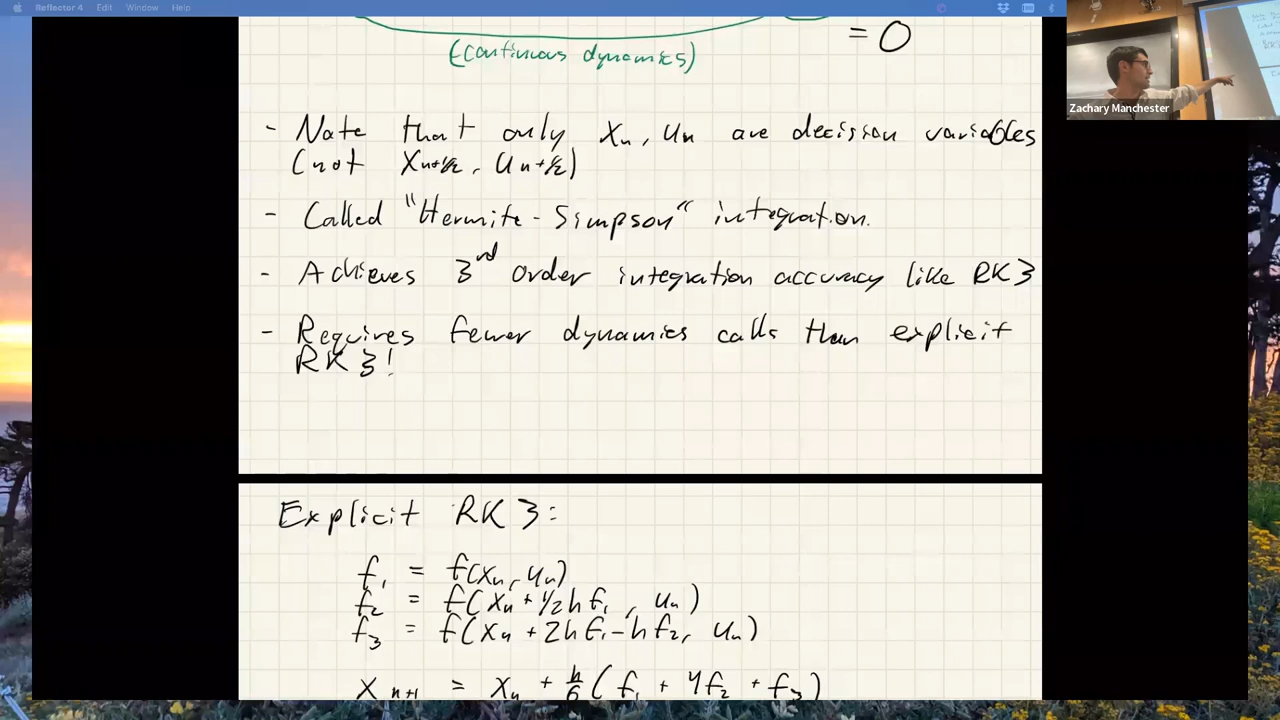 Reflector 4 Edit Window Help
(continuous dynamics)
= 0
Zachary Manchester
- Note that only xn, un are decision variables
(not xn+½, un+½)
- Called "Hermite-Simpson" integration.
- Achieves 3rd order integration accuracy like RK3
- Requires fewer dynamics calls than explicit
RK3!
Explicit RK3:
f1 = f(xn, un)
f2 = f(xn + 1/2hf1, un)
f3 = f(xn + 2hf1 - hf2, un)
xn+1 = xn + h/6 (f1 + 4f2 + f3)